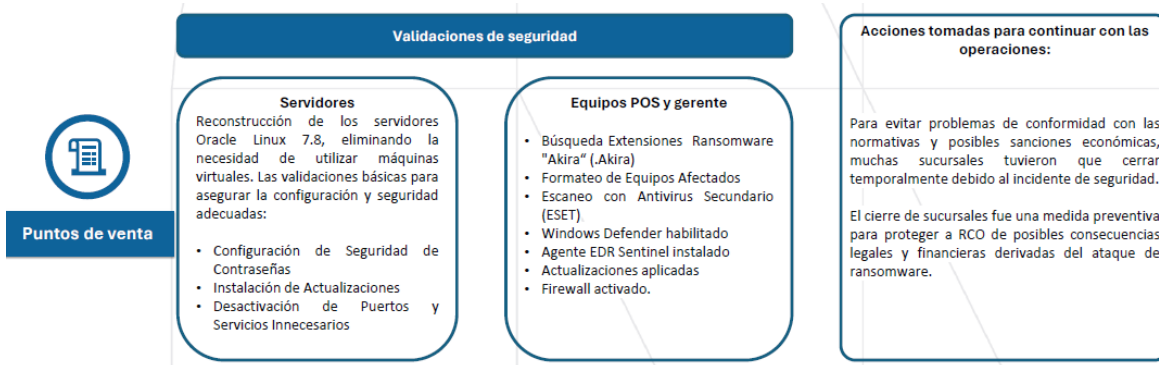 Validaciones de seguridad
Puntos de venta
Servidores
Reconstrucción de los servidores
Oracle Linux 7.8, eliminando la
necesidad de utilizar máquinas
virtuales. Las validaciones básicas para
asegurar la configuración y seguridad
adecuadas:
• Configuración de Seguridad de
Contraseñas
• Instalación de Actualizaciones
• Desactivación de Puertos y
Servicios Innecesarios
Equipos POS y gerente
• Búsqueda Extensiones Ransomware
"Akira“ (.Akira)
• Formateo de Equipos Afectados
• Escaneo con Antivirus Secundario
(ESET)
• Windows Defender habilitado
• Agente EDR Sentinel instalado
• Actualizaciones aplicadas
• Firewall activado.
Acciones tomadas para continuar con las
operaciones:
Para evitar problemas de conformidad con las
normativas y posibles sanciones económicas,
muchas sucursales tuvieron que cerrar
temporalmente debido al incidente de seguridad.
El cierre de sucursales fue una medida preventiva
para proteger a RCO de posibles consecuencias
legales y financieras derivadas del ataque de
ransomware.